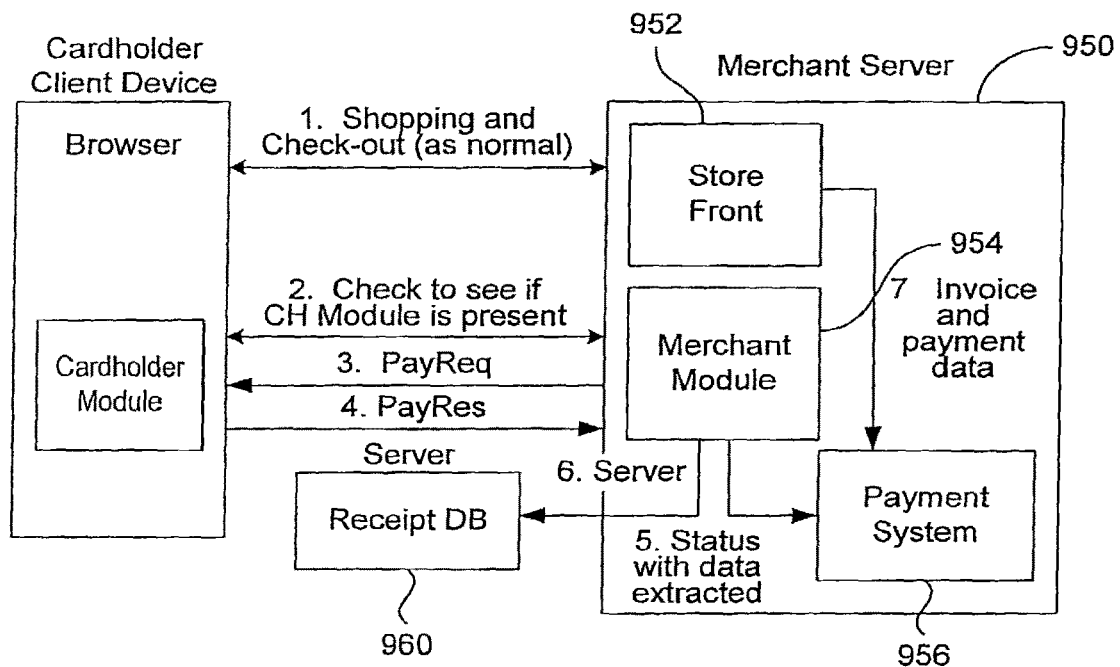 952
950
Cardholder
Client Device
Merchant Server
Browser
1. Shopping and
Check-out (as normal)
Store
Front
954
2. Check to see if
CH Module is present
7 Invoice
and
payment
data
Cardholder
Module
3. PayReq
Merchant
Module
4. PayRes
Server
6. Server
Receipt DB
Payment
System
5. Status
with data
extracted
960
956